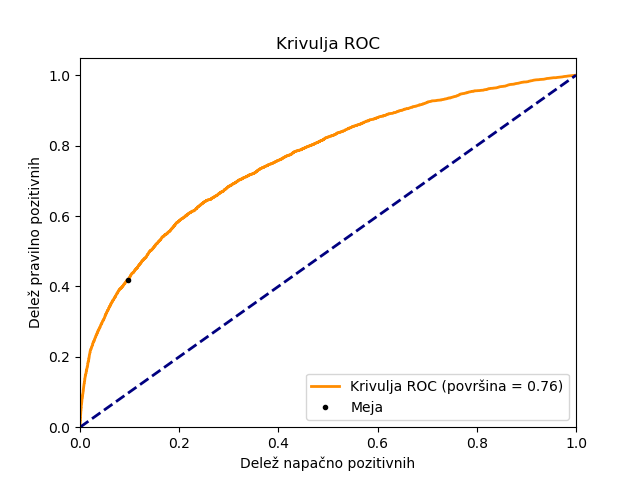 Krivulja ROC
Delež pravilno pozitivnih
1.0
0.8
0.6
0.4
0.2
0.0
0.0 0.2 0.4 0.6 0.8 1.0
Delež napačno pozitivnih
Krivulja ROC (površina = 0.76)
Meja